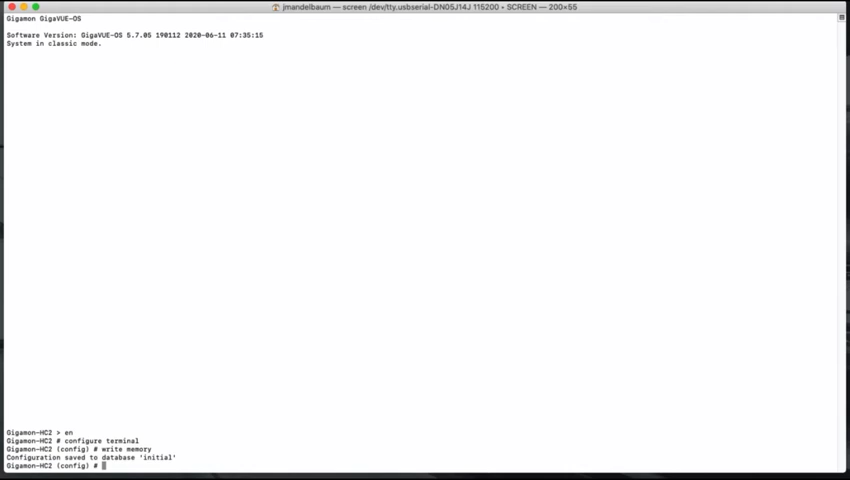 jmandelbaum — screen /dev/tty.usbserial-DN05J14J 115200 • SCREEN — 200×55
Gigamon GigaVUE-OS
Software Version: GigaVUE-OS 5.7.05 190112 2020-06-11 07:35:15
System in classic mode.
Gigamon-HC2 > en
Gigamon-HC2 # configure terminal
Gigamon-HC2 (config) # write memory
Configuration saved to database 'initial'
Gigamon-HC2 (config) #